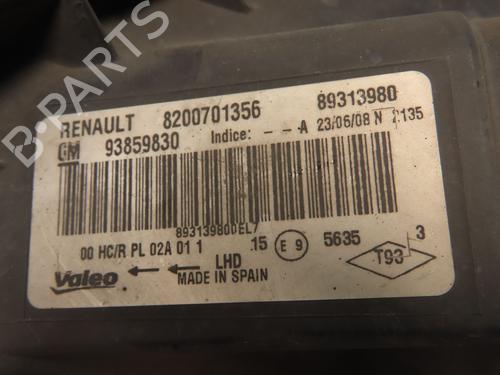 RENAULT 8200701356 89313980
GM 93859830 Indice: - - A 23/06/08 N 2135
893139800EL7
00 HC/R PL 02A 01 1 .15 E 9 5635 3
Valeo LHD T93
MADE IN SPAIN
B-PARTS